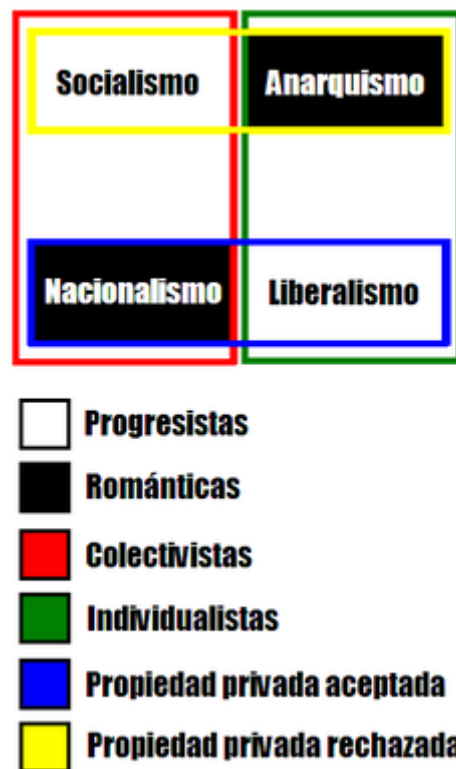 Socialismo Anarquismo
Nacionalismo Liberalismo
Progresistas
Románticas
Colectivistas
Individualistas
Propiedad privada aceptada
Propiedad privada rechazada